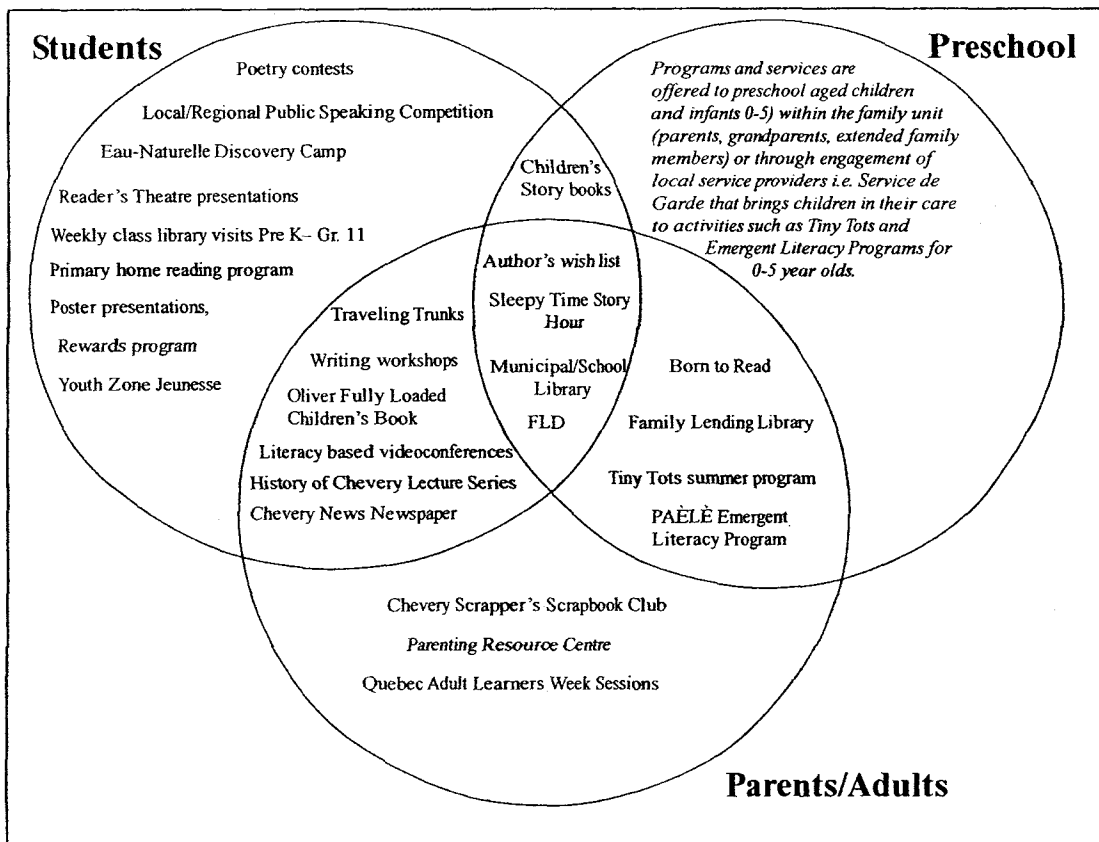 Students
Poetry contests
Local/Regional Public Speaking Competition
Eau-Naturelle Discovery Camp
Reader's Theatre presentations
Weekly class library visits Pre K– Gr. 11
Primary home reading program
Poster presentations,
Rewards program
Youth Zone Jeunesse
Preschool
Programs and services are
offered to preschool aged children
and infants 0-5) within the family unit
(parents, grandparents, extended family
members) or through engagement of
local service providers i.e. Service de
Garde that brings children in their care
to activities such as Tiny Tots and
Emergent Literacy Programs for
0-5 year olds.
Children's
Story books
Author's wish list
Sleepy Time Story
Hour
Municipal/School
Library
FLD
Traveling Trunks
Writing workshops
Oliver Fully Loaded
Children's Book
Literacy based videoconferences
History of Chevery Lecture Series
Chevery News Newspaper
Born to Read
Family Lending Library
Tiny Tots summer program
PAÈLÈ Emergent
Literacy Program
Chevery Scrapper's Scrapbook Club
Parenting Resource Centre
Quebec Adult Learners Week Sessions
Parents/Adults